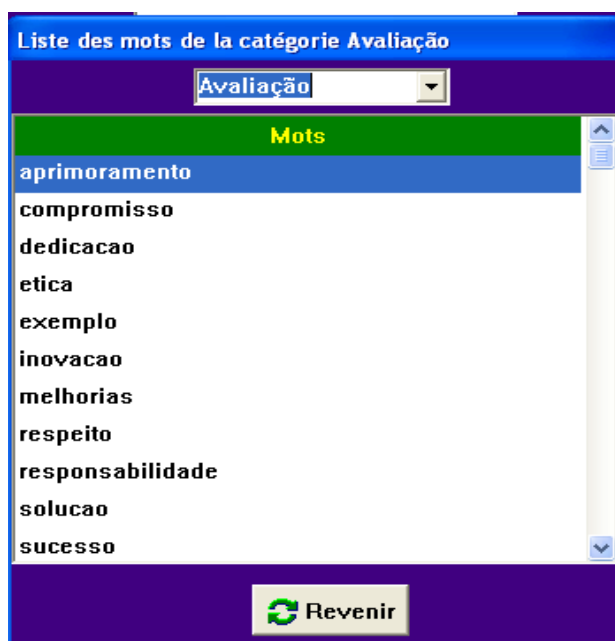 Liste des mots de la catégorie Avaliação
Avaliação
Mots
aprimoramento
compromisso
dedicacao
etica
exemplo
inovacao
melhorias
respeito
responsabilidade
solucao
sucesso
Revenir